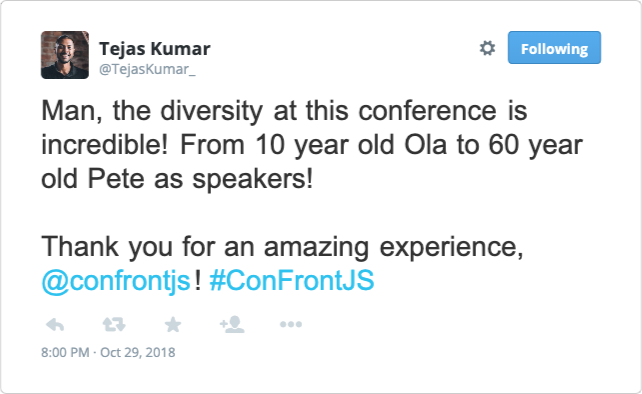 Tejas Kumar
@TejasKumar_
Following
Man, the diversity at this conference is
incredible! From 10 year old Ola to 60 year
old Pete as speakers!
Thank you for an amazing experience,
@confrontjs! #ConFrontJS
8:00 PM · Oct 29, 2018